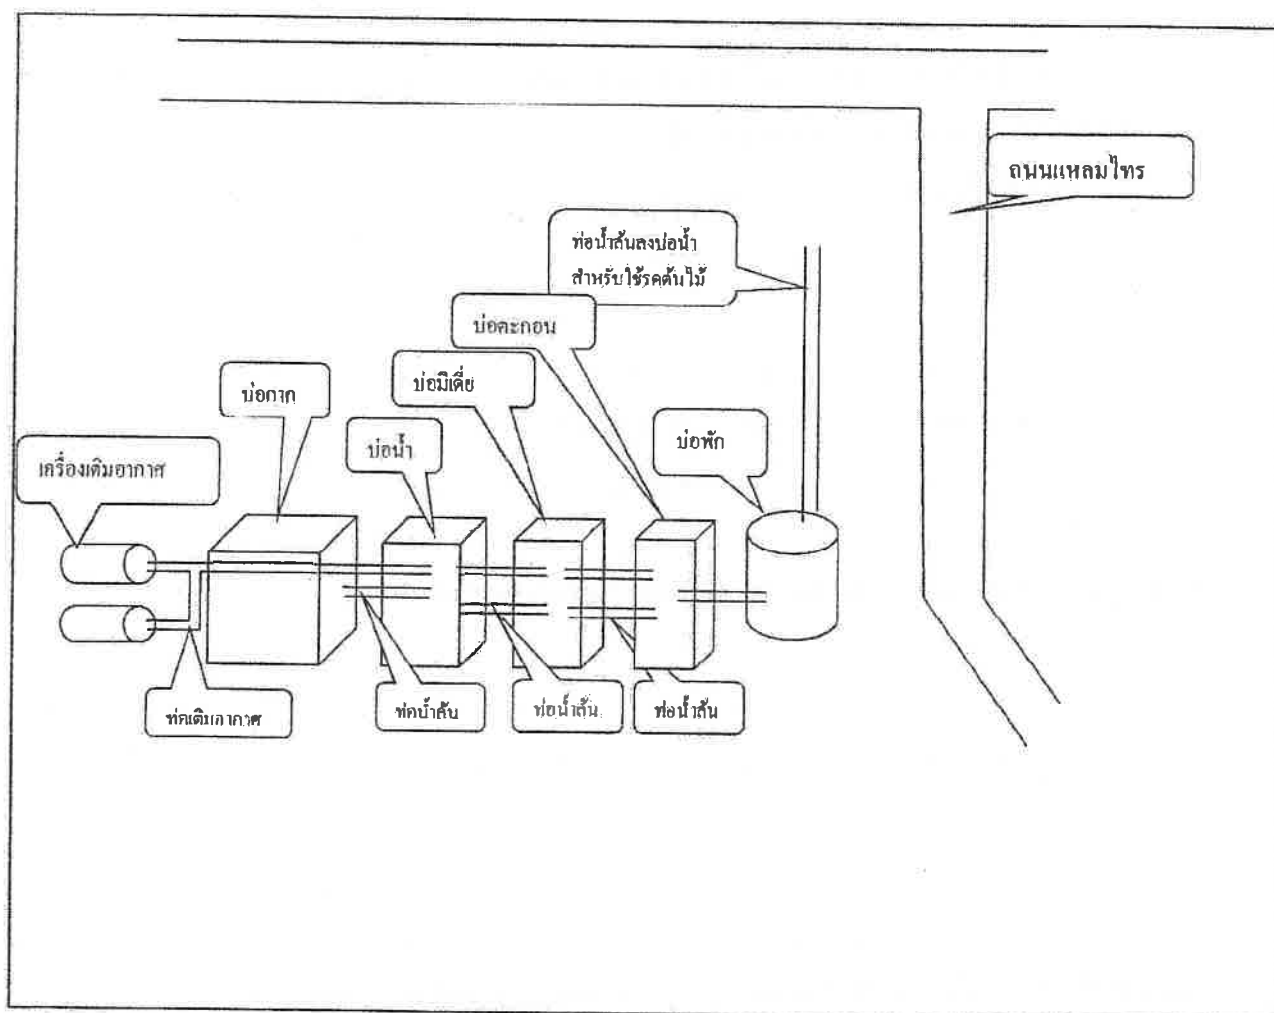 ถนนแหลมไทร
ท่อน้ำล้นลงบ่อน้ำ
สำหรับใช้รดต้นไม้
บ่อตะกอน
บ่อมีเดี่ย
บ่อกาก
บ่อน้ำ
บ่อพัก
เครื่องเติมอากาศ
ท่อเติมอากาศ
ท่อน้ำล้น
ท่อน้ำล้น
ท่อน้ำล้น